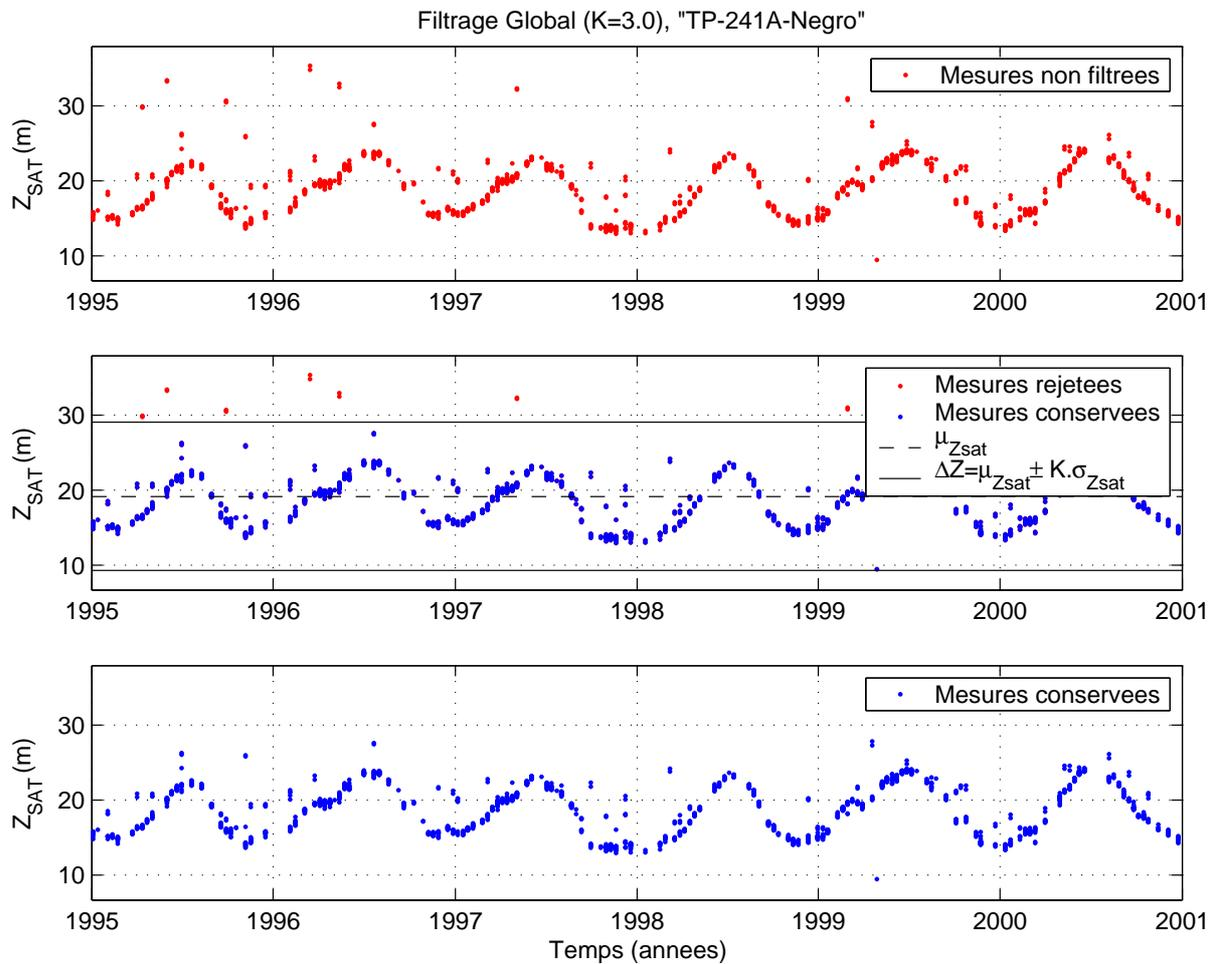 Filtrage Global (K=3.0), "TP-241A-Negro"
Mesures non filtrees
30
20
10
Z_SAT (m)
1995 1996 1997 1998 1999 2000 2001
Mesures rejetees
Mesures conservees
μ_Zsat
ΔZ=μ_Zsat ± K.σ_Zsat
30
20
10
Z_SAT (m)
1995 1996 1997 1998 1999 2000 2001
Mesures conservees
30
20
10
Z_SAT (m)
1995 1996 1997 1998 1999 2000 2001
Temps (annees)